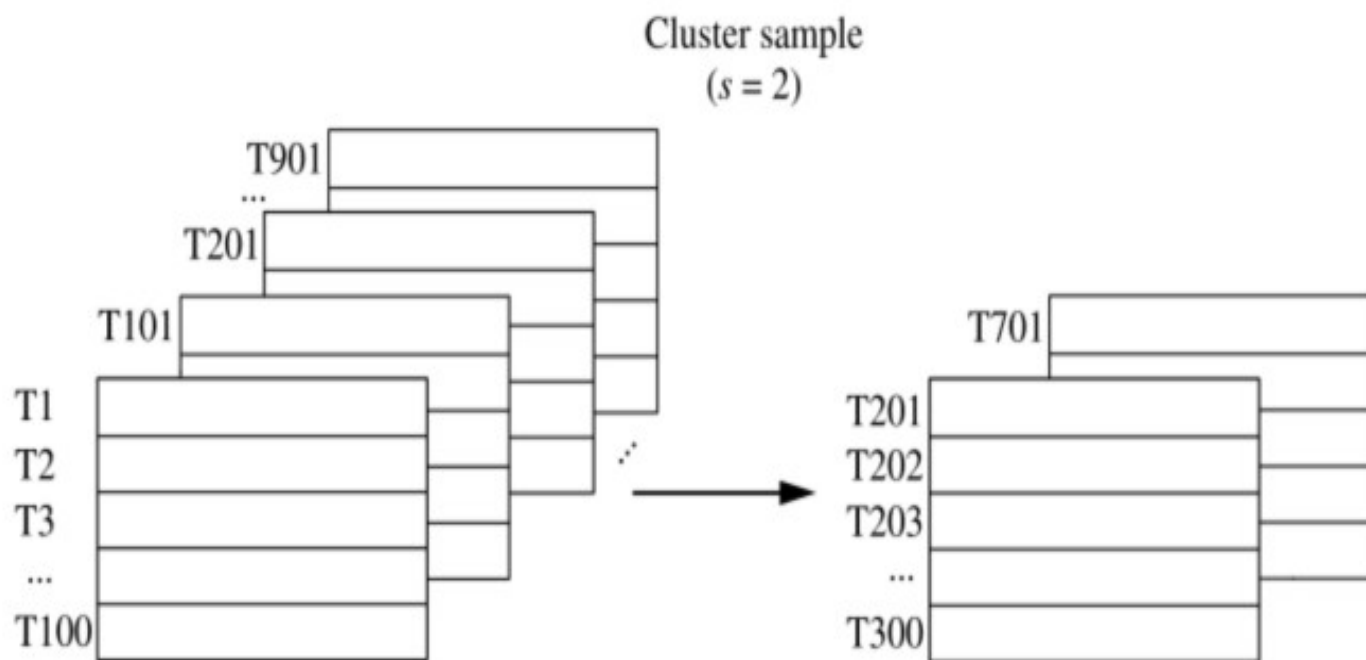 Cluster sample
(s = 2)
T901
...
T201
T101
T1
T2
T3
...
T100
...
T701
T201
T202
T203
...
T300